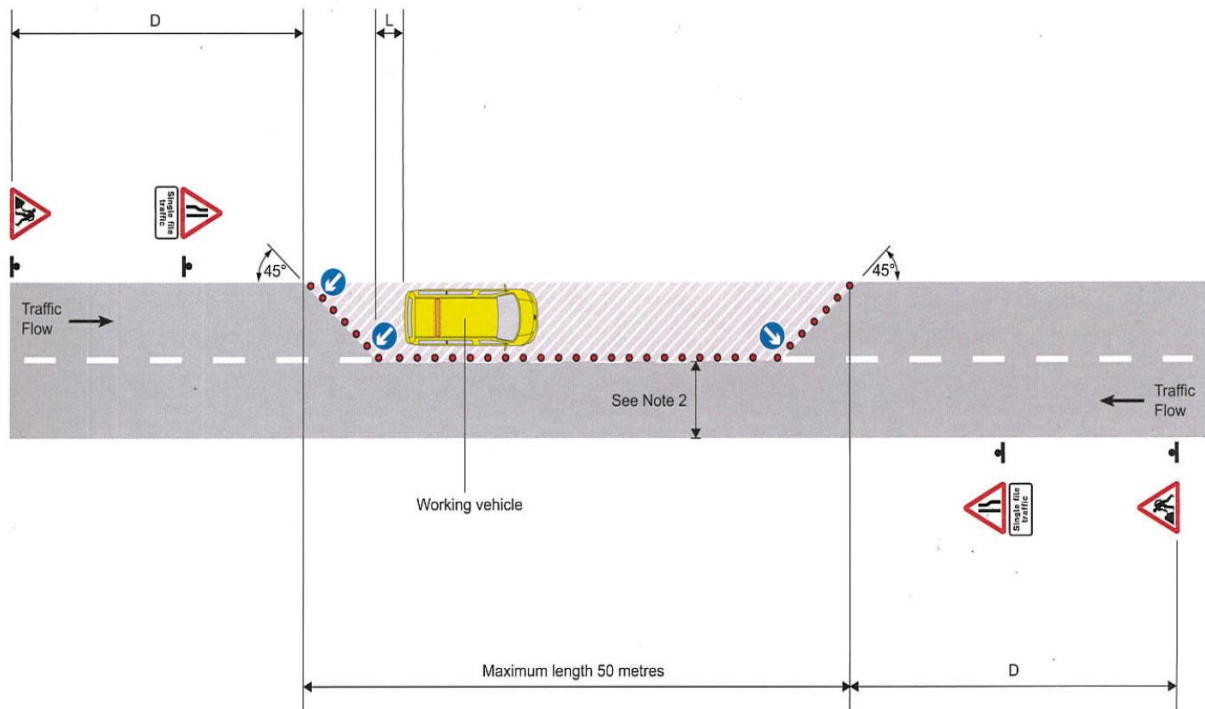 D
L
Single file
traffic
45°
45°
Traffic
Flow
See Note 2
Traffic
Flow
Working vehicle
Single file
traffic
Maximum length 50 metres
D